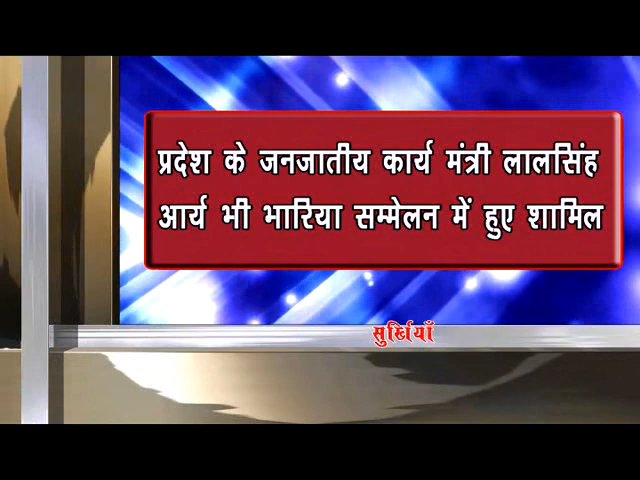 प्रदेश के जनजातीय कार्य मंत्री लालसिंह
आर्य भी भारिया सम्मेलन में हुए शामिल
सुर्खियाँ